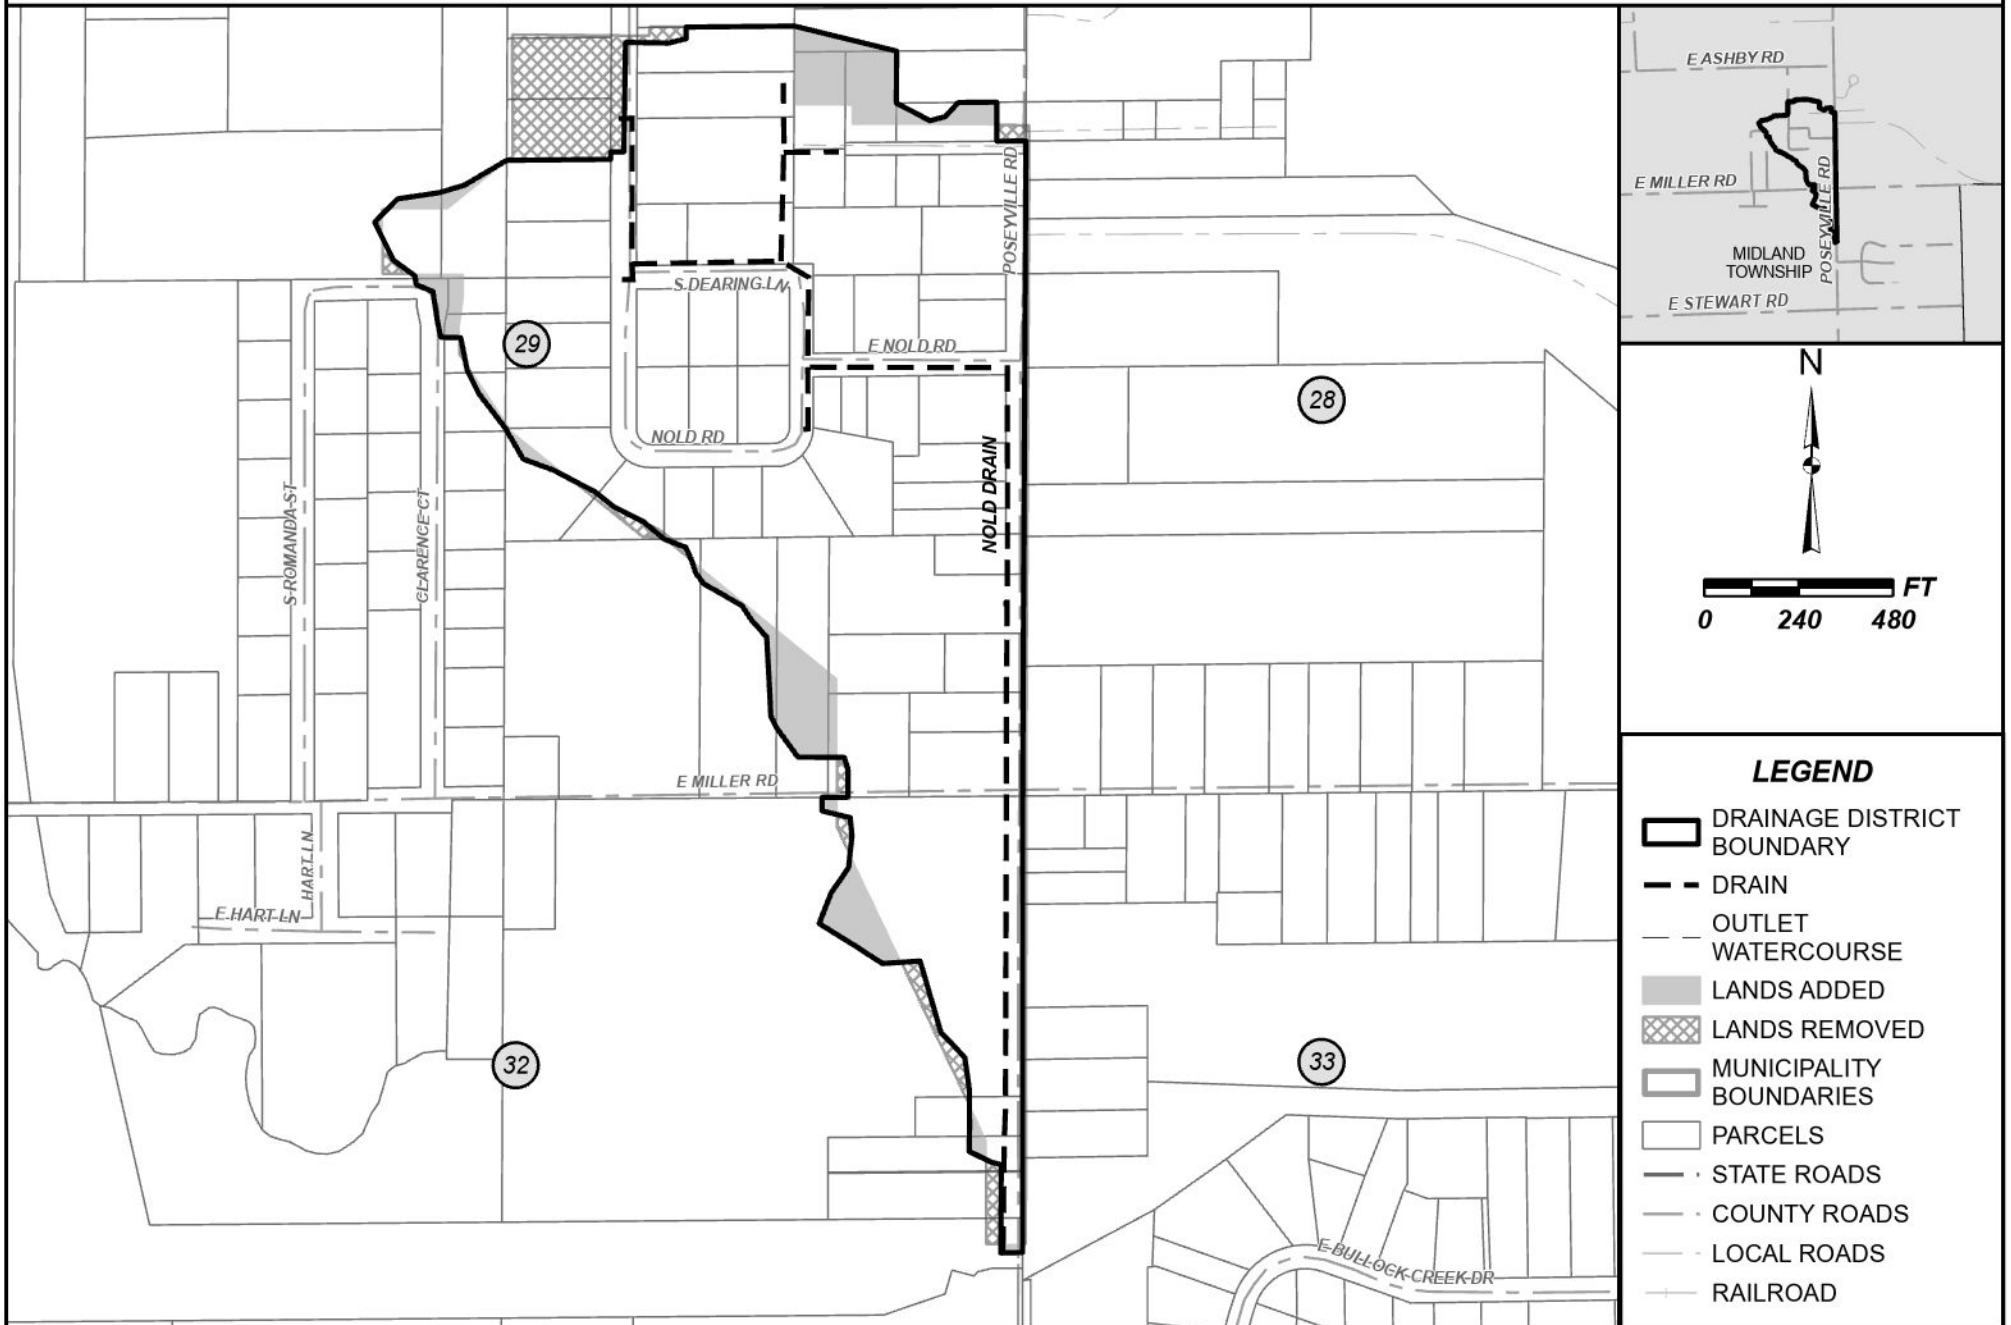 E ASHBY RD
E MILLER RD
POSEYVILLE RD
MIDLAND
TOWNSHIP
E STEWART RD
POSEYVILLE RD
S DEARING LN
29
E NOLD RD
28
NOLD RD
NOLD DRAIN
S ROMANDA ST
CLARENCE CT
E MILLER RD
HART LN
E HART LN
32
33
E BULLOCK CREEK DR
N
FT
0 240 480
LEGEND
DRAINAGE DISTRICT
BOUNDARY
DRAIN
OUTLET
WATERCOURSE
LANDS ADDED
LANDS REMOVED
MUNICIPALITY
BOUNDARIES
PARCELS
STATE ROADS
COUNTY ROADS
LOCAL ROADS
RAILROAD